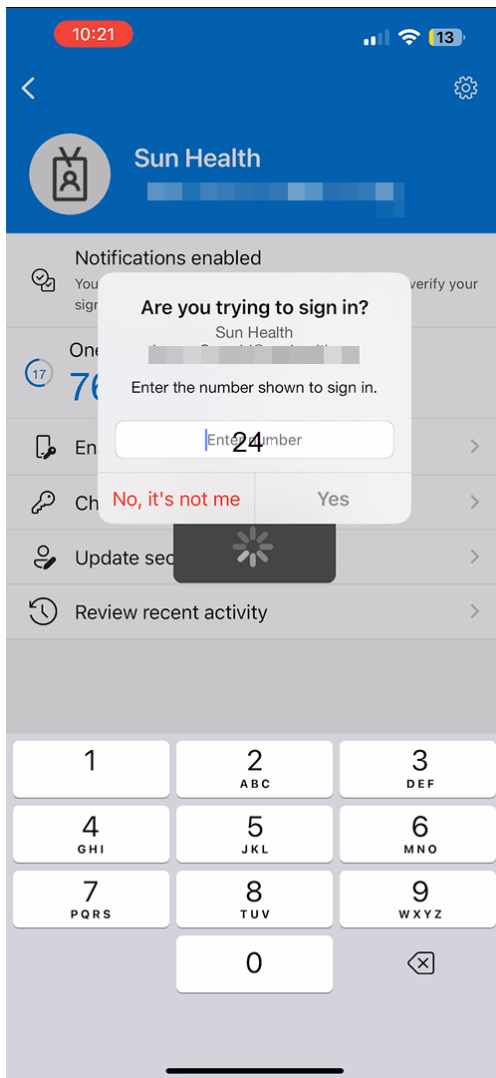 10:21
13
Sun Health
Notifications enabled
You
verify your
Are you trying to sign in?
Sun Health
Enter the number shown to sign in.
One
17
Enter number
24
En
No, it's not me
Yes
Ch
Update sec
Review recent activity
1
2
3
ABC
DEF
4
5
6
GHI
JKL
MNO
7
8
9
PQRS
TUV
WXYZ
0